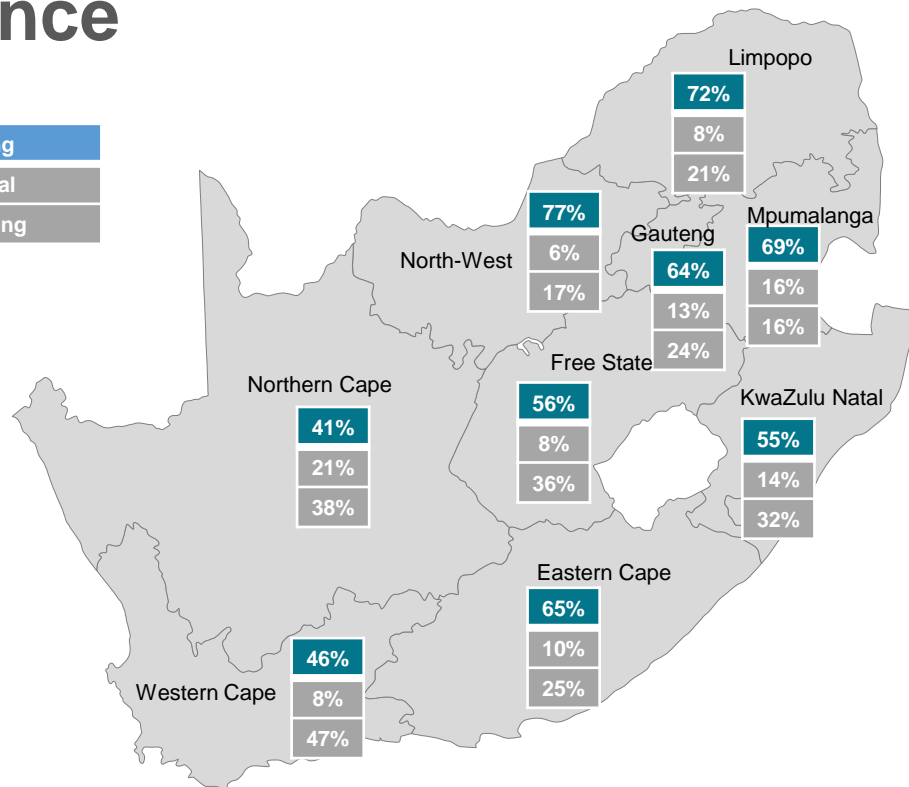 nce
g
al
ng
Limpopo
72%
8%
21%
Mpumalanga
69%
16%
16%
Gauteng
64%
13%
24%
North-West
77%
6%
17%
Free State
56%
8%
36%
KwaZulu Natal
55%
14%
32%
Northern Cape
41%
21%
38%
Eastern Cape
65%
10%
25%
Western Cape
46%
8%
47%